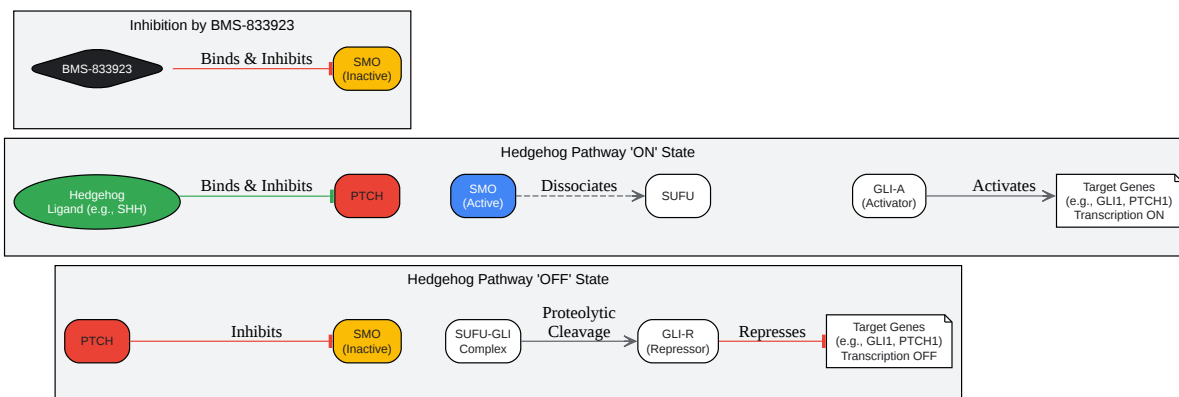 Inhibition by BMS-833923
BMS-833923
Binds & Inhibits
SMO
(Inactive)
Hedgehog Pathway 'ON' State
Hedgehog
Ligand (e.g., SHH)
Binds & Inhibits
PTCH
SMO
(Active)
Dissociates
SUFU
GLI-A
(Activator)
Activates
Target Genes
(e.g., GLI1, PTCH1)
Transcription ON
Hedgehog Pathway 'OFF' State
PTCH
Inhibits
SMO
(Inactive)
SUFU-GLI
Complex
Proteolytic
Cleavage
GLI-R
(Repressor)
Represses
Target Genes
(e.g., GLI1, PTCH1)
Transcription OFF